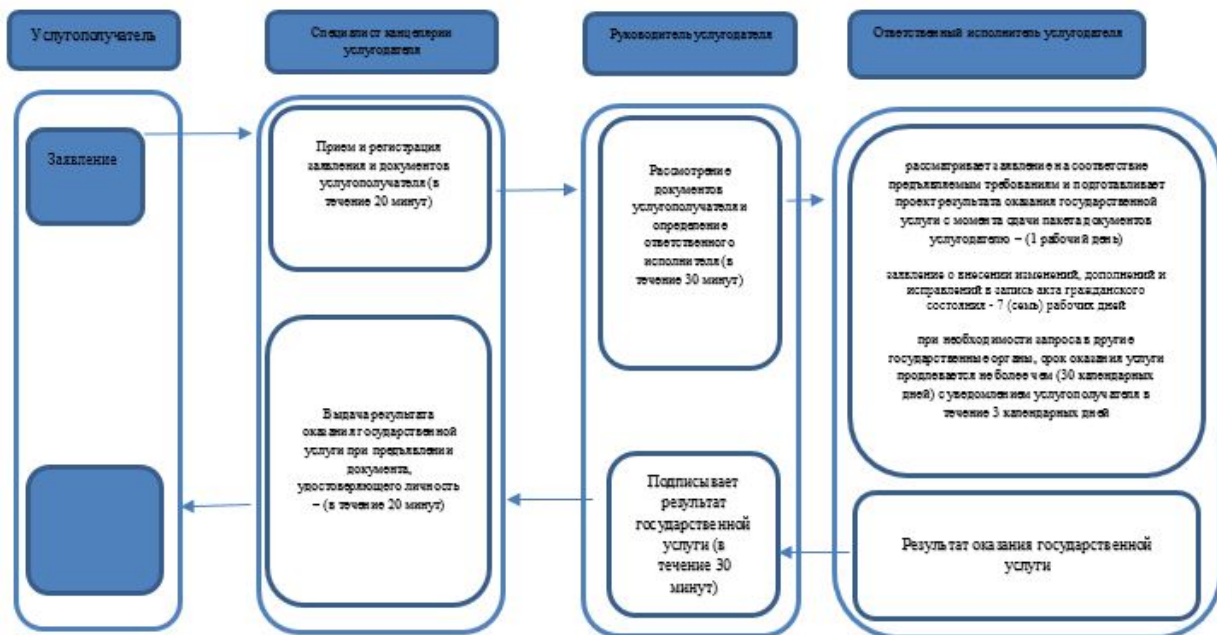 Услугополучатель
Специалист канцелярии
услугодателя
Руководитель услугодателя
Ответственный исполнитель услугодателя
Заявление
Прием и регистрация
заявления и документов
услугополучателя (в
течение 20 минут)
Рассмотрение
документов
услугополучателя и
определение
ответственного
исполнителя (в
течение 30 минут)
рассматривает заявление на соответствие
предъявляемым требованиям и подготавливает
проект результата оказания государственной
услуги с момента сдачи пакета документов
услугодателю – (1 рабочий день)
заявление о внесении изменений, дополнений и
исправлений в запись акта гражданского
состояния - 7 (семь) рабочих дней
при необходимости запроса в другие
государственные органы, срок оказания услуги
продлевается не более чем (30 календарных
дней) с уведомлением услугополучателя в
течение 3 календарных дней
Выдача результата
оказания государственной
услуги при предъявлении
документа,
удостоверяющего личность
– (в течение 20 минут)
Подписывает
результат
государственной
услуги (в
течение 30
минут)
Результат оказания государственной
услуги